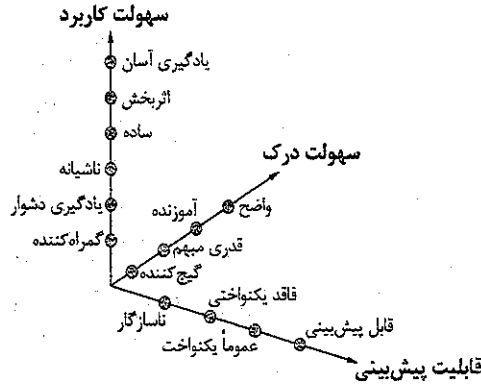 سهولت کاربرد
یادگیری آسان
اثربخش
ساده
ناشیانه
یادگیری دشوار
گمراه‌کننده
سهولت درک
واضح
آموزنده
قدری مبهم
گیج‌کننده
ناسازگار
فاقد یکنواختی
عموماً یکنواخت
قابل پیش‌بینی
قابلیت پیش‌بینی